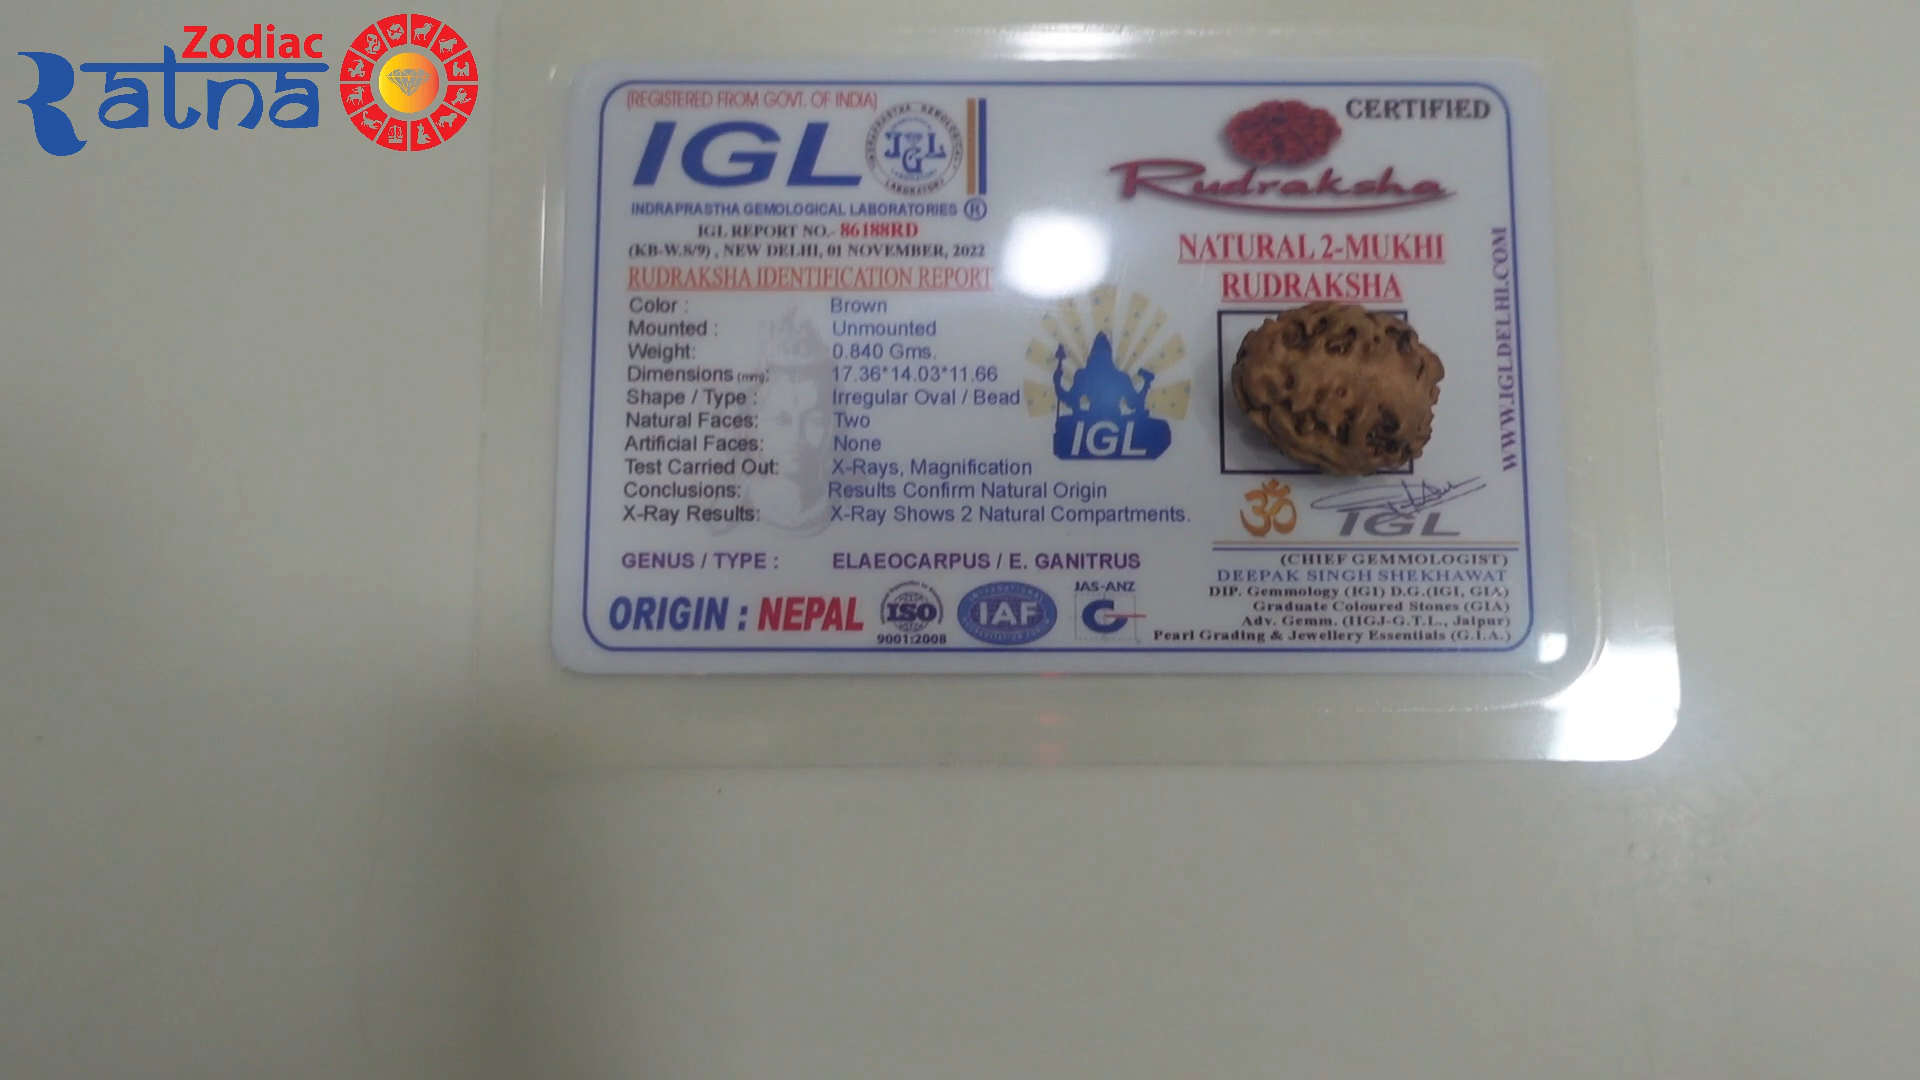 Zodiac
Ratna
(REGISTERED FROM GOVT. OF INDIA)
IGL
INDRAPRASTHA GEMOLOGICAL LABORATORIES ®
IGL REPORT NO.- 86188RD
(KB-W.8/9) , NEW DELHI, 01 NOVEMBER, 2022
RUDRAKSHA IDENTIFICATION REPORT
Color : Brown
Mounted : Unmounted
Weight: 0.840 Gms.
Dimensions (mm): 17.36*14.03*11.66
Shape / Type : Irregular Oval / Bead
Natural Faces: Two
Artificial Faces: None
Test Carried Out: X-Rays, Magnification
Conclusions: Results Confirm Natural Origin
X-Ray Results: X-Ray Shows 2 Natural Compartments.
GENUS / TYPE : ELAEOCARPUS / E. GANITRUS
ORIGIN : NEPAL
ISO
9001:2008
IAF
JAS-ANZ
IGL
CERTIFIED
Rudraksha
NATURAL 2-MUKHI
RUDRAKSHA
WWW.IGLDELHI.COM
ॐ
IGL
(CHIEF GEMMOLOGIST)
DEEPAK SINGH SHEKHAWAT
DIP. Gemmology (IGI) D.G.(IGI, GIA)
Graduate Coloured Stones (GIA)
Adv. Gemm. (IIGJ-G.T.L., Jaipur)
Pearl Grading & Jewellery Essentials (G.I.A.)